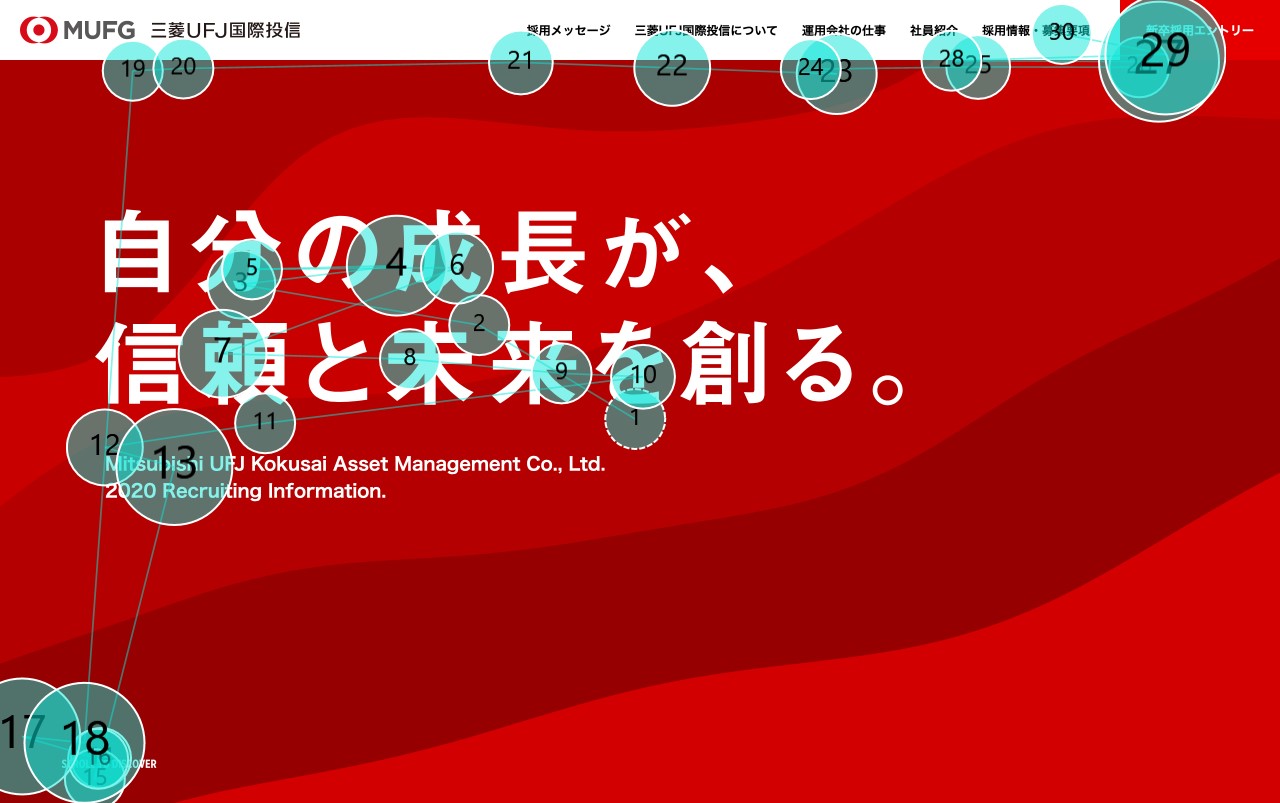 MUFG 三菱UFJ国際投信
採用メッセージ 三菱UFJ国際投信について 運用会社の仕事 社員紹介 採用情報・募集要項 新卒採用エントリー
19 20 21 22 24 23 28 25 30 27 29
自分の成長が、
5 3 4 6
信頼と未来を創る。
2 7 8 9 10 1
11 12 13
Mitsubishi UFJ Kokusai Asset Management Co., Ltd.
2020 Recruiting Information.
17 18 16 15